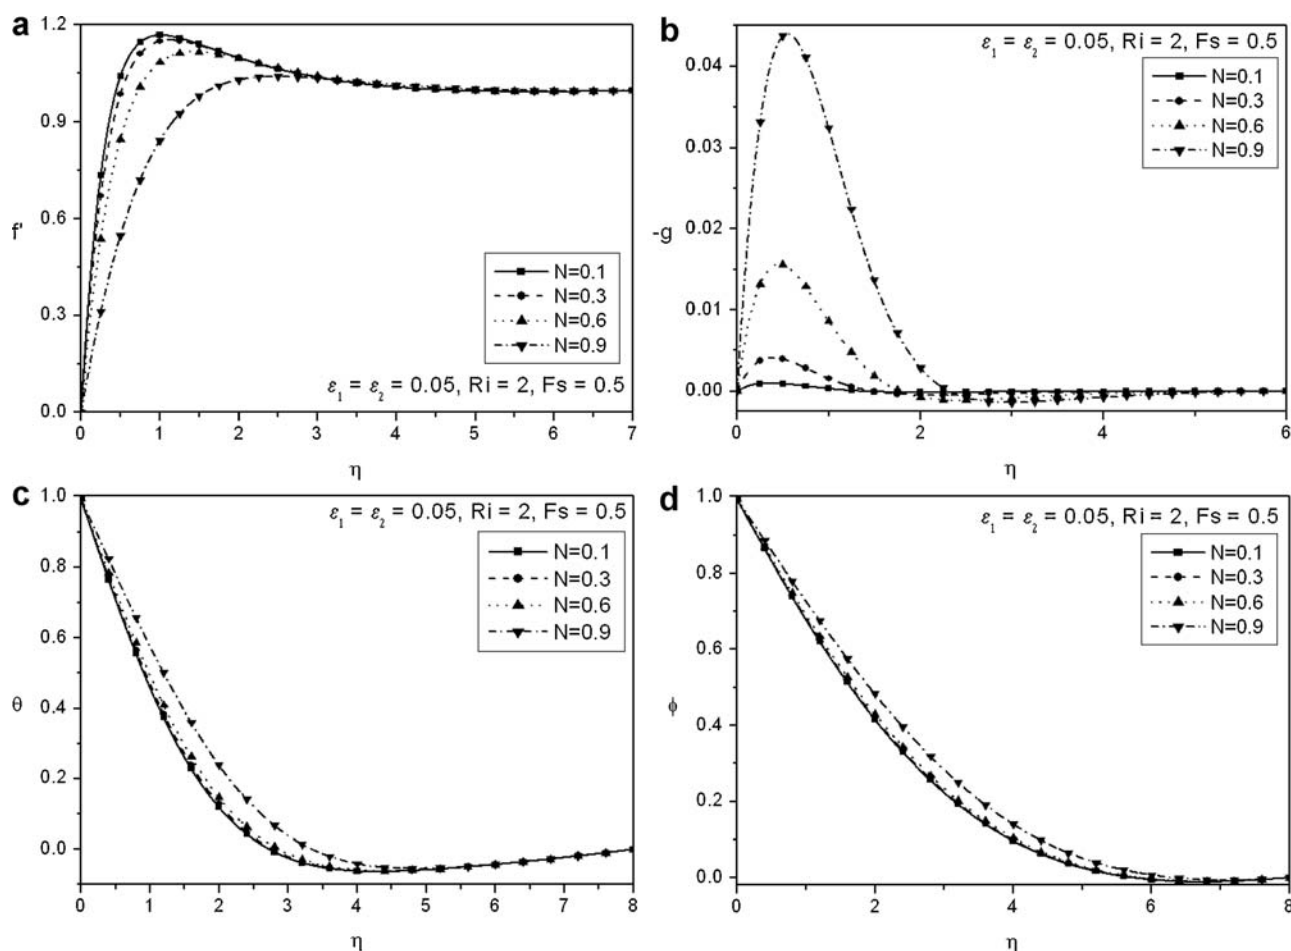 a
1.2
0.9
f'
0.6
0.3
0.0
N=0.1
N=0.3
N=0.6
N=0.9
ε₁ = ε₂ = 0.05, Ri = 2, Fs = 0.5
0 1 2 3 4 5 6 7
η
b
ε₁ = ε₂ = 0.05, Ri = 2, Fs = 0.5
N=0.1
N=0.3
N=0.6
N=0.9
0.04
0.03
0.02
-g
0.01
0.00
0 2 4 6
η
c
1.0
0.8
0.6
0.4
θ
0.2
0.0
ε₁ = ε₂ = 0.05, Ri = 2, Fs = 0.5
N=0.1
N=0.3
N=0.6
N=0.9
0 1 2 3 4 5 6 7 8
η
d
1.0
0.8
0.6
ϕ
0.4
0.2
0.0
ε₁ = ε₂ = 0.05, Ri = 2, Fs = 0.5
N=0.1
N=0.3
N=0.6
N=0.9
0 2 4 6 8
η